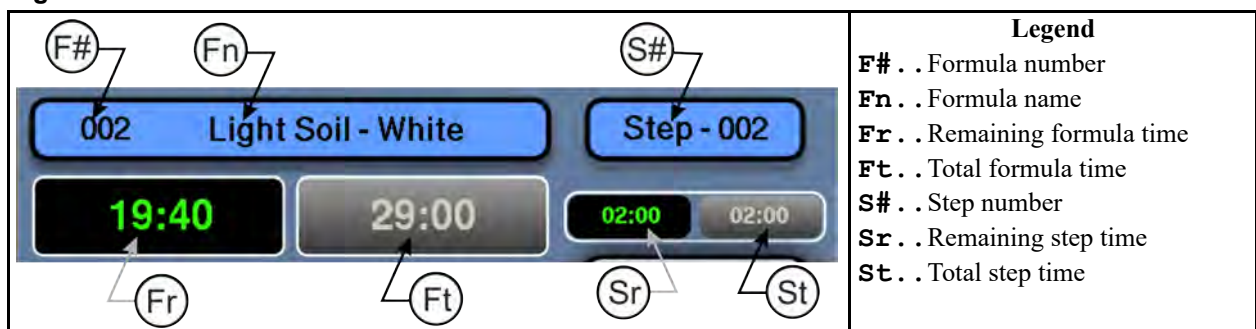 F#
Fn
S#
002 Light Soil - White
Step - 002
19:40
29:00
02:00
02:00
Fr
Ft
Sr
St
Legend
F#..Formula number
Fn..Formula name
Fr..Remaining formula time
Ft..Total formula time
S#..Step number
Sr..Remaining step time
St..Total step time